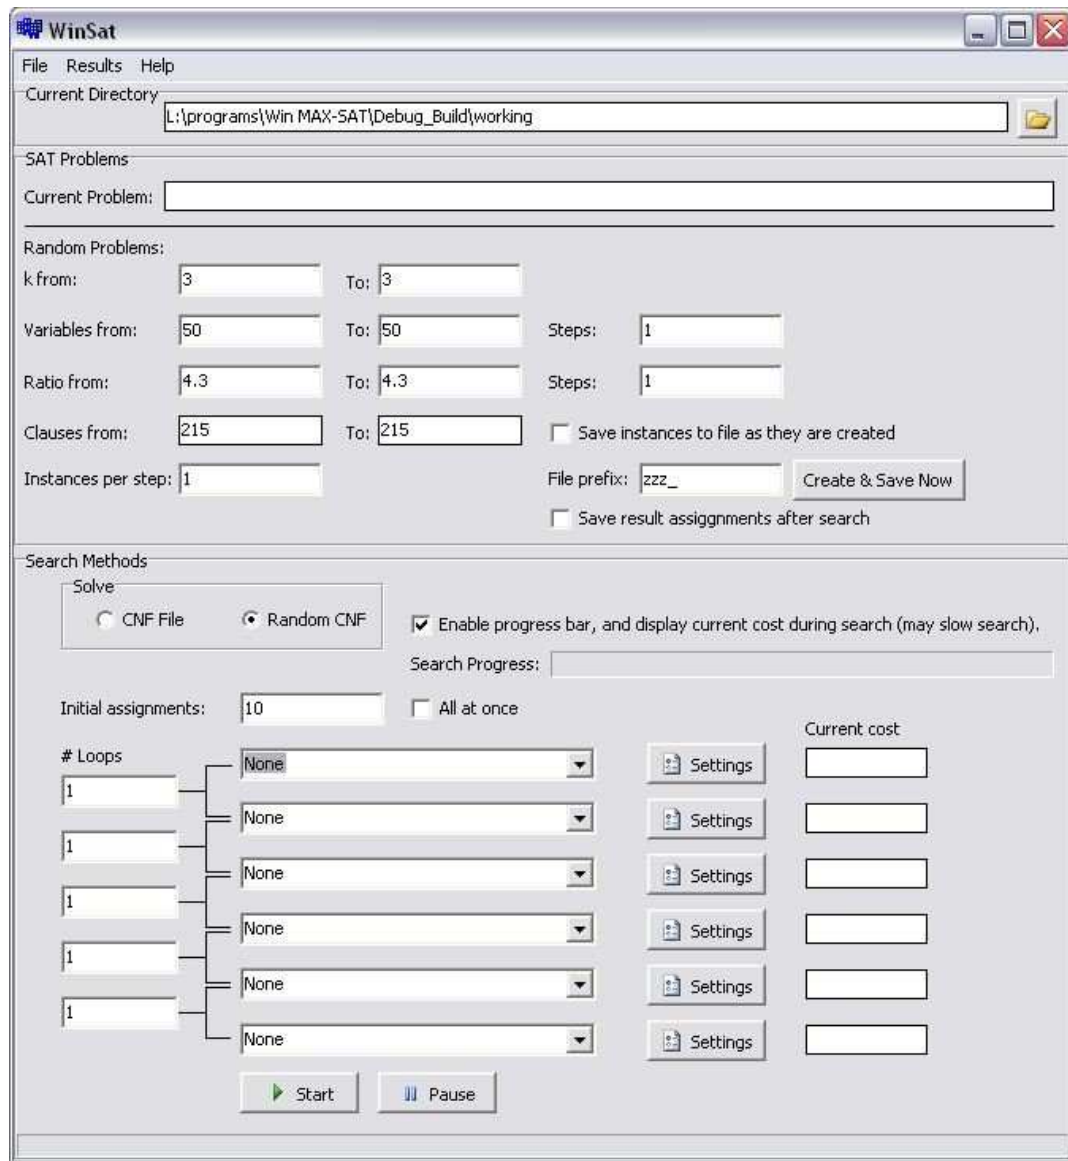 WinSat
File Results Help
Current Directory
L:\programs\Win MAX-SAT\Debug_Build\working
SAT Problems
Current Problem:
Random Problems:
k from: 3 To: 3
Variables from: 50 To: 50 Steps: 1
Ratio from: 4.3 To: 4.3 Steps: 1
Clauses from: 215 To: 215 Save instances to file as they are created
Instances per step: 1 File prefix: zzz_ Create & Save Now
Save result assiggnments after search
Search Methods
Solve
CNF File Random CNF Enable progress bar, and display current cost during search (may slow search).
Search Progress:
Initial assignments: 10 All at once
Current cost
# Loops
None Settings
1
None Settings
1
None Settings
1
None Settings
1
None Settings
1
None Settings
Start Pause